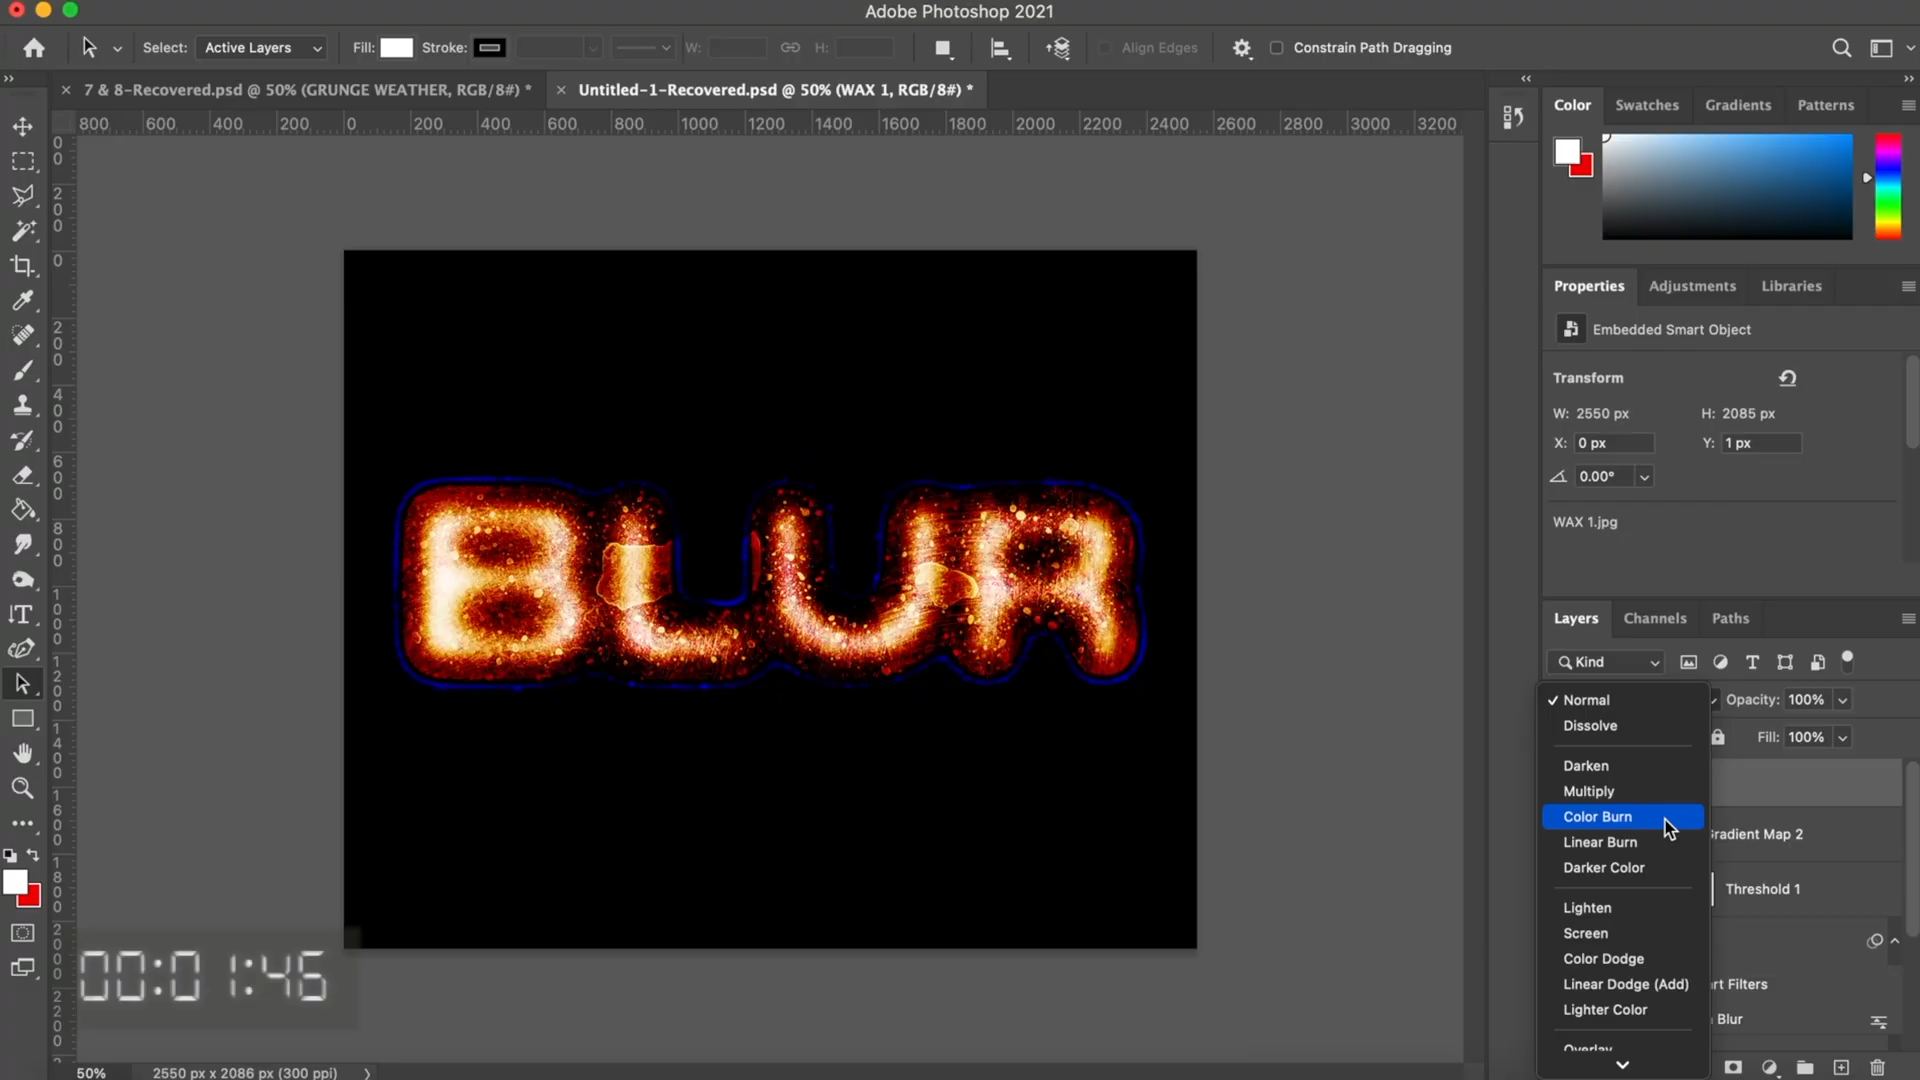 Adobe Photoshop 2021
Select: Active Layers Fill: Stroke: W: H: Align Edges Constrain Path Dragging
7 & 8-Recovered.psd @ 50% (GRUNGE WEATHER, RGB/8#) * Untitled-1-Recovered.psd @ 50% (WAX 1, RGB/8#) *
800 600 400 200 0 200 400 600 800 1000 1200 1400 1600 1800 2000 2200 2400 2600 2800 3000 3200
Color Swatches Gradients Patterns
Properties Adjustments Libraries
Embedded Smart Object
Transform
W: 2550 px H: 2085 px
X: 0 px Y: 1 px
0.00°
WAX 1.jpg
BLUR
Layers Channels Paths
Kind
Opacity: 100%
Fill: 100%
Normal
Dissolve
Darken
Multiply
Color Burn
Linear Burn
Darker Color
Lighten
Screen
Color Dodge
Linear Dodge (Add)
Lighter Color
Overlay
Gradient Map 2
Threshold 1
rt Filters
Blur
00:01:45
50% 2550 px x 2086 px (300 ppi)